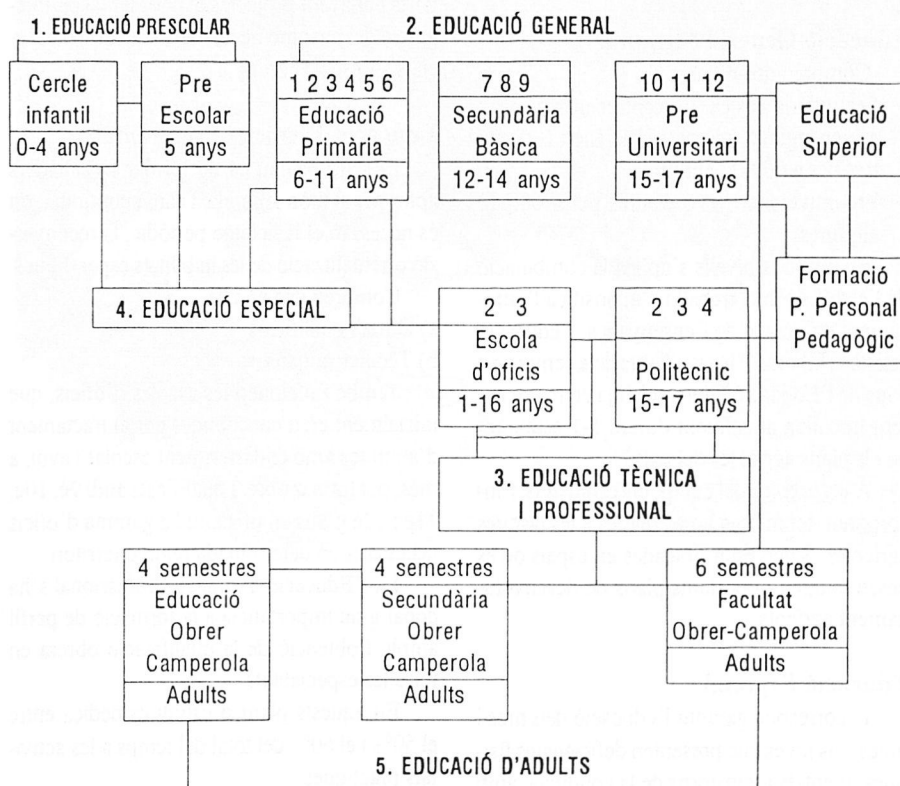 1. EDUCACIÓ PRESCOLAR
2. EDUCACIÓ GENERAL
Cercle
infantil
0-4 anys
Pre
Escolar
5 anys
1 2 3 4 5 6
Educació
Primària
6-11 anys
7 8 9
Secundària
Bàsica
12-14 anys
10 11 12
Pre
Universitari
15-17 anys
Educació
Superior
4. EDUCACIÓ ESPECIAL
2 3
Escola
d'oficis
1-16 anys
2 3 4
Politècnic
15-17 anys
Formació
P. Personal
Pedagògic
3. EDUCACIÓ TÈCNICA
I PROFESSIONAL
4 semestres
Educació
Obrer
Camperola
Adults
4 semestres
Secundària
Obrer
Camperola
Adults
6 semestres
Facultat
Obrer-Camperola
Adults
5. EDUCACIÓ D'ADULTS